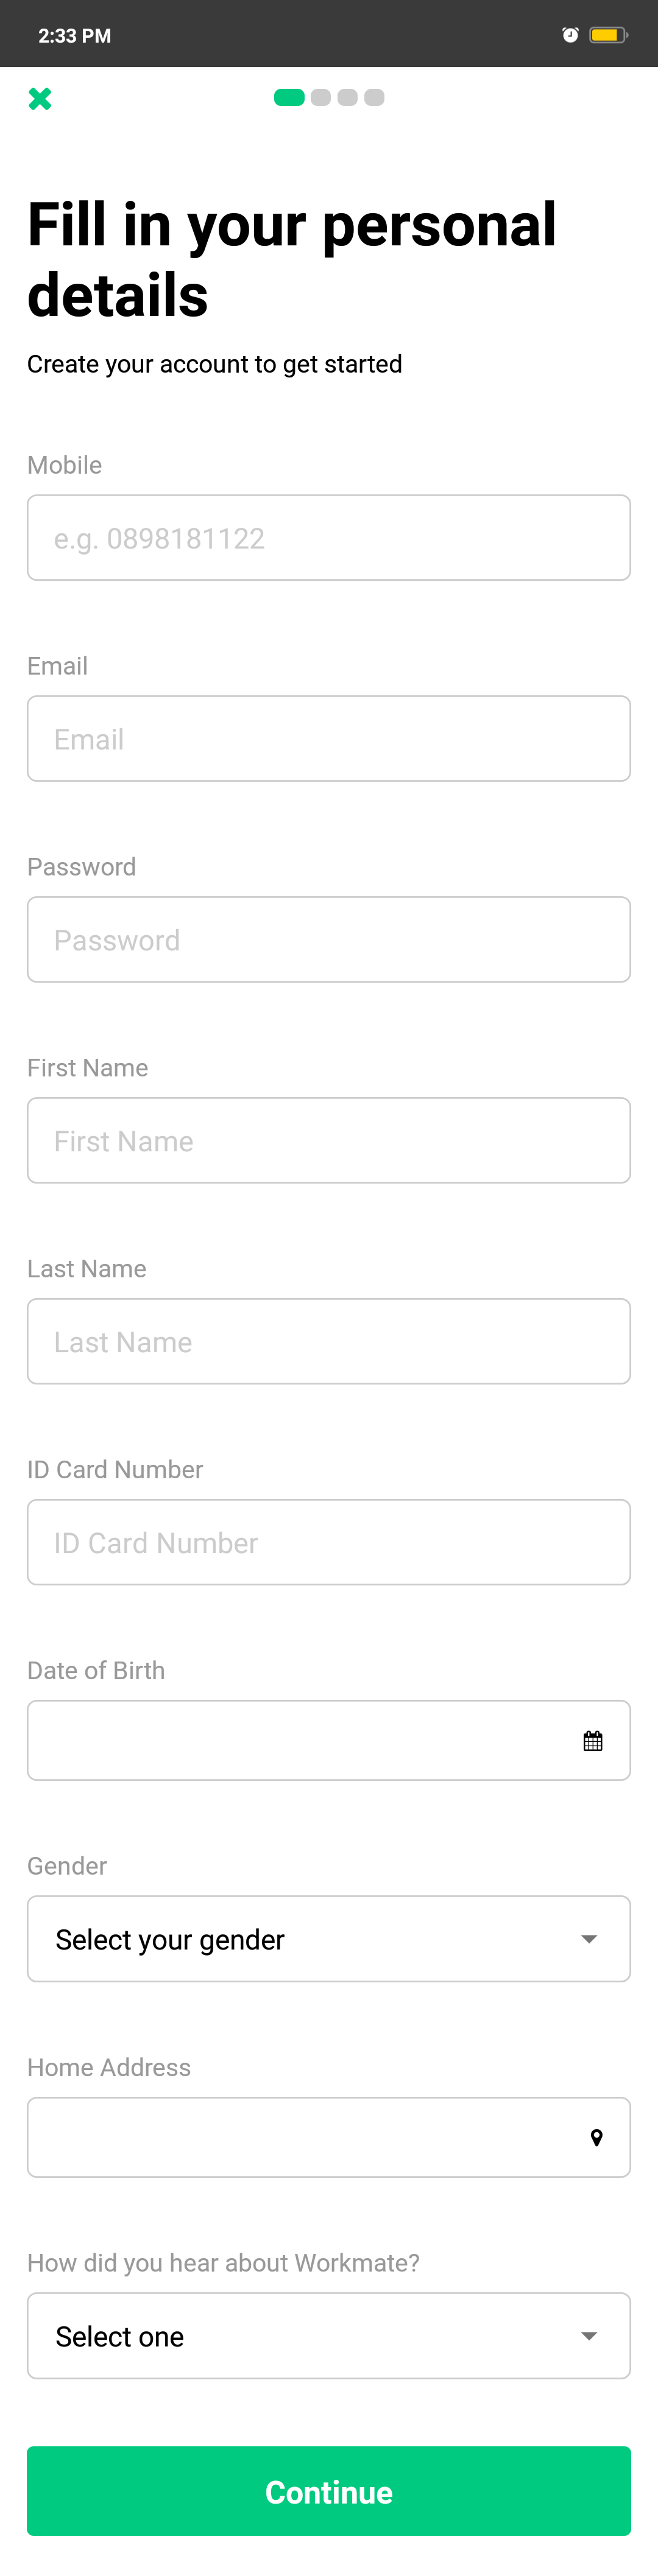 2:33 PM
Fill in your personal
details
Create your account to get started
Mobile
e.g. 0898181122
Email
Email
Password
Password
First Name
First Name
Last Name
Last Name
ID Card Number
ID Card Number
Date of Birth
Gender
Select your gender
Home Address
How did you hear about Workmate?
Select one
Continue